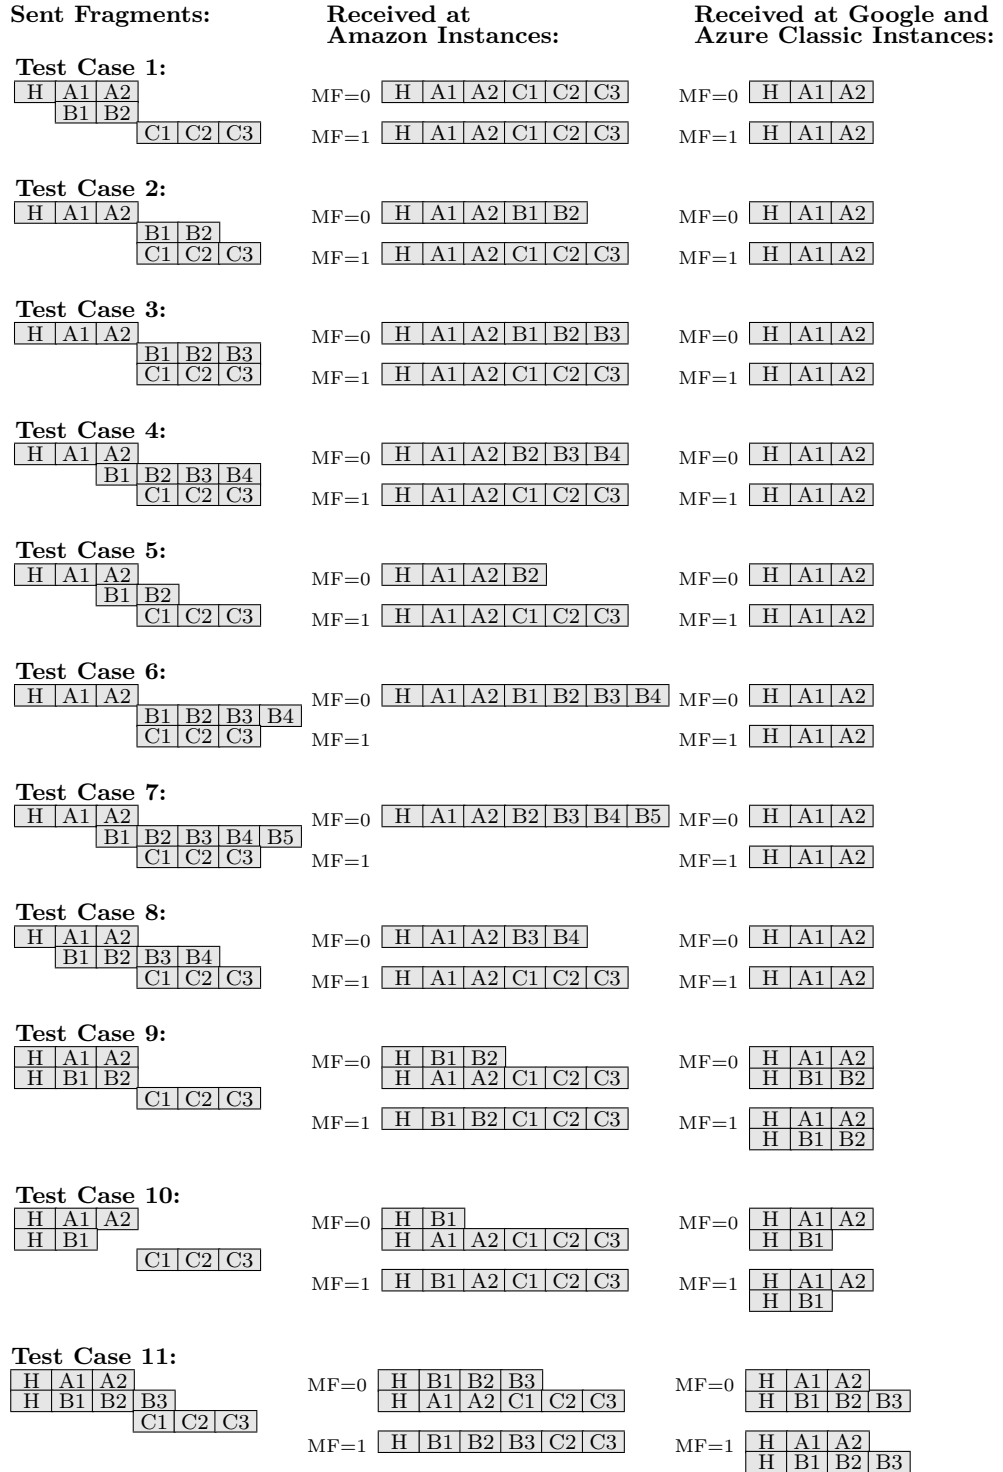 Sent Fragments:
Received at
Amazon Instances:
Received at Google and
Azure Classic Instances:
Test Case 1:
H A1 A2
B1 B2
C1 C2 C3
MF=0 H A1 A2 C1 C2 C3
MF=1 H A1 A2 C1 C2 C3
MF=0 H A1 A2
MF=1 H A1 A2
Test Case 2:
H A1 A2
B1 B2
C1 C2 C3
MF=0 H A1 A2 B1 B2
MF=1 H A1 A2 C1 C2 C3
MF=0 H A1 A2
MF=1 H A1 A2
Test Case 3:
H A1 A2
B1 B2 B3
C1 C2 C3
MF=0 H A1 A2 B1 B2 B3
MF=1 H A1 A2 C1 C2 C3
MF=0 H A1 A2
MF=1 H A1 A2
Test Case 4:
H A1 A2
B1 B2 B3 B4
C1 C2 C3
MF=0 H A1 A2 B2 B3 B4
MF=1 H A1 A2 C1 C2 C3
MF=0 H A1 A2
MF=1 H A1 A2
Test Case 5:
H A1 A2
B1 B2
C1 C2 C3
MF=0 H A1 A2 B2
MF=1 H A1 A2 C1 C2 C3
MF=0 H A1 A2
MF=1 H A1 A2
Test Case 6:
H A1 A2
B1 B2 B3 B4
C1 C2 C3
MF=0 H A1 A2 B1 B2 B3 B4
MF=1
MF=0 H A1 A2
MF=1 H A1 A2
Test Case 7:
H A1 A2
B1 B2 B3 B4 B5
C1 C2 C3
MF=0 H A1 A2 B2 B3 B4 B5
MF=1
MF=0 H A1 A2
MF=1 H A1 A2
Test Case 8:
H A1 A2
B1 B2 B3 B4
C1 C2 C3
MF=0 H A1 A2 B3 B4
MF=1 H A1 A2 C1 C2 C3
MF=0 H A1 A2
MF=1 H A1 A2
Test Case 9:
H A1 A2
H B1 B2
C1 C2 C3
MF=0 H B1 B2
H A1 A2 C1 C2 C3
MF=1 H B1 B2 C1 C2 C3
MF=0 H A1 A2
H B1 B2
MF=1 H A1 A2
H B1 B2
Test Case 10:
H A1 A2
H B1
C1 C2 C3
MF=0 H B1
H A1 A2 C1 C2 C3
MF=1 H B1 A2 C1 C2 C3
MF=0 H A1 A2
H B1
MF=1 H A1 A2
H B1
Test Case 11:
H A1 A2
H B1 B2 B3
C1 C2 C3
MF=0 H B1 B2 B3
H A1 A2 C1 C2 C3
MF=1 H B1 B2 B3 C2 C3
MF=0 H A1 A2
H B1 B2 B3
MF=1 H A1 A2
H B1 B2 B3